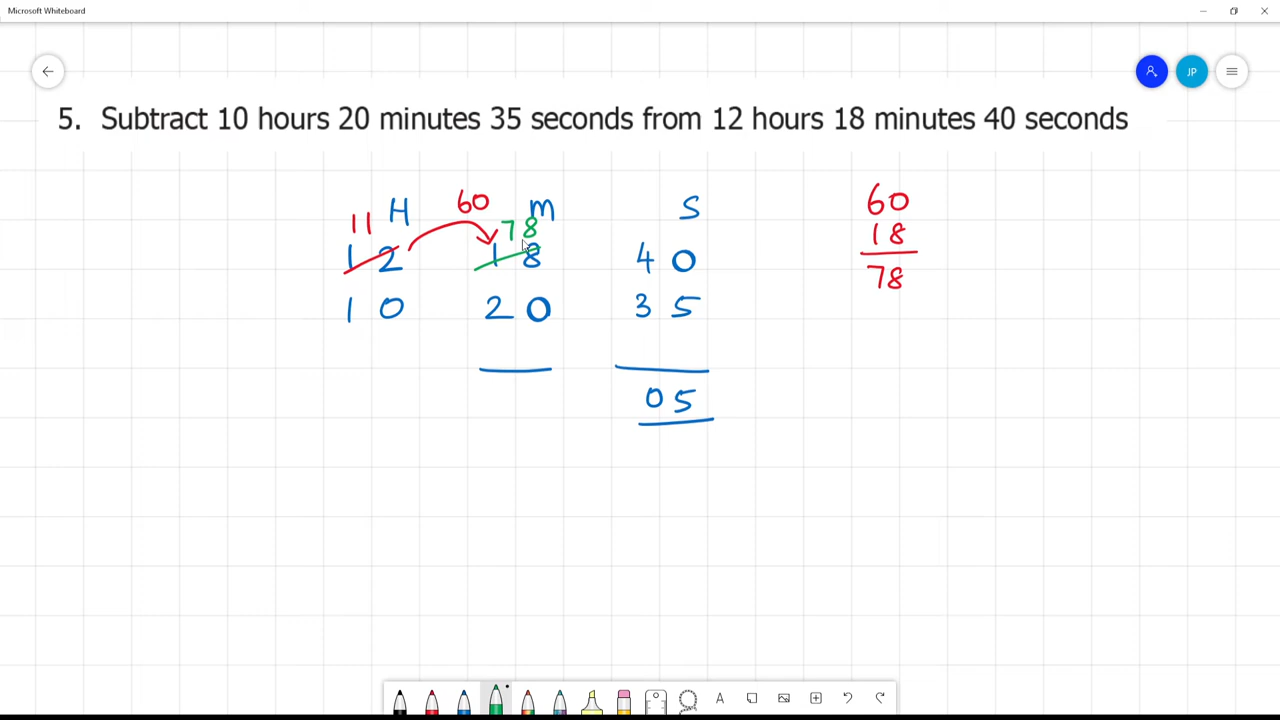 Microsoft Whiteboard
JP
5. Subtract 10 hours 20 minutes 35 seconds from 12 hours 18 minutes 40 seconds
11 H 60 m S
78
12 18 40
10 20 35
05
60
18
78
A